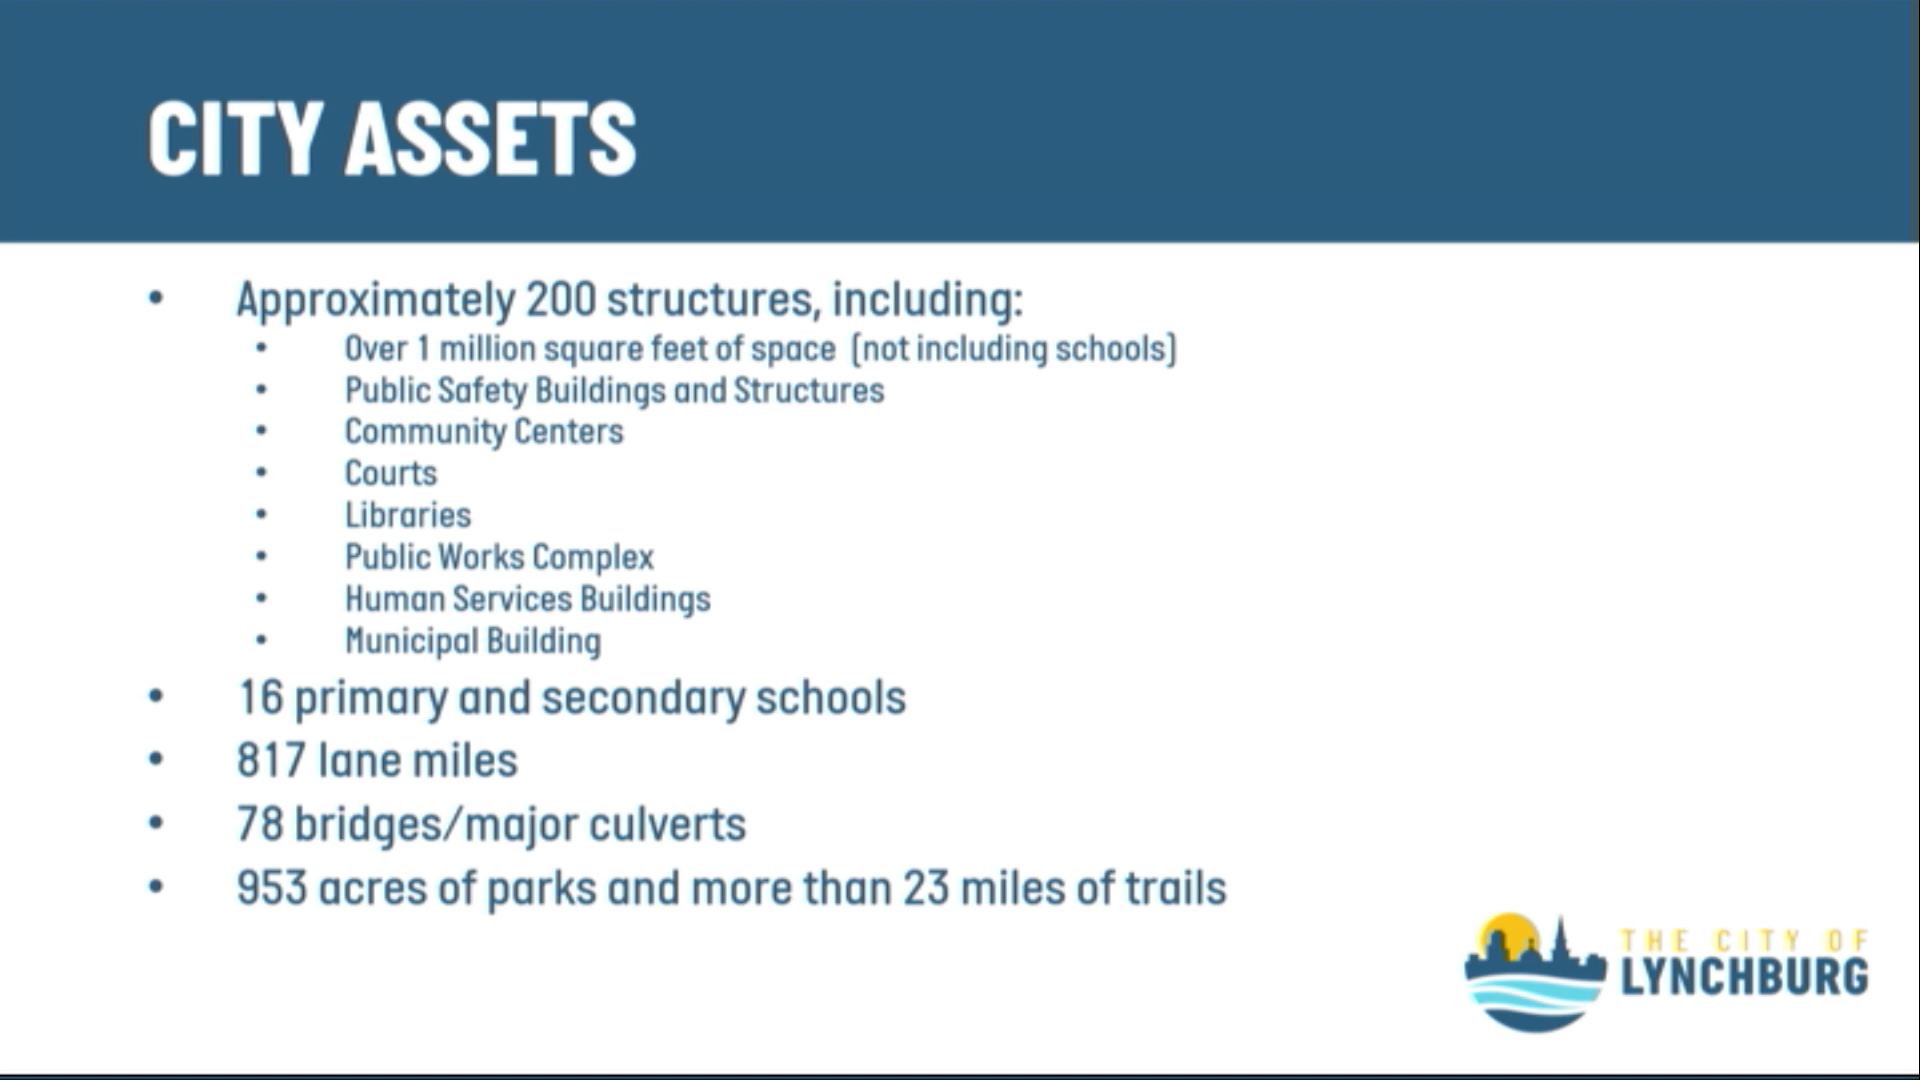 CITY ASSETS
• Approximately 200 structures, including:
• Over 1 million square feet of space (not including schools)
• Public Safety Buildings and Structures
• Community Centers
• Courts
• Libraries
• Public Works Complex
• Human Services Buildings
• Municipal Building
• 16 primary and secondary schools
• 817 lane miles
• 78 bridges/major culverts
• 953 acres of parks and more than 23 miles of trails
THE CITY OF
LYNCHBURG